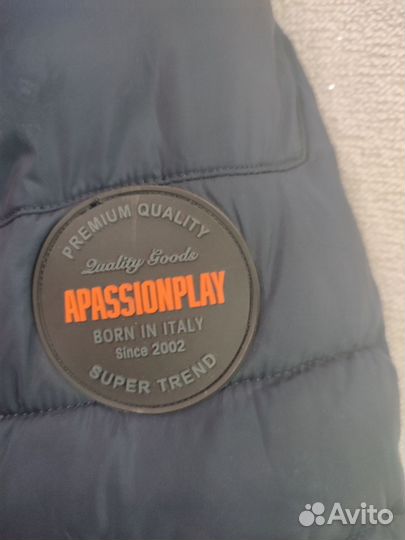 PREMIUM QUALITY
Quality Goods
APASSIONPLAY
BORN IN ITALY
Since 2002
SUPER TREND
Avito